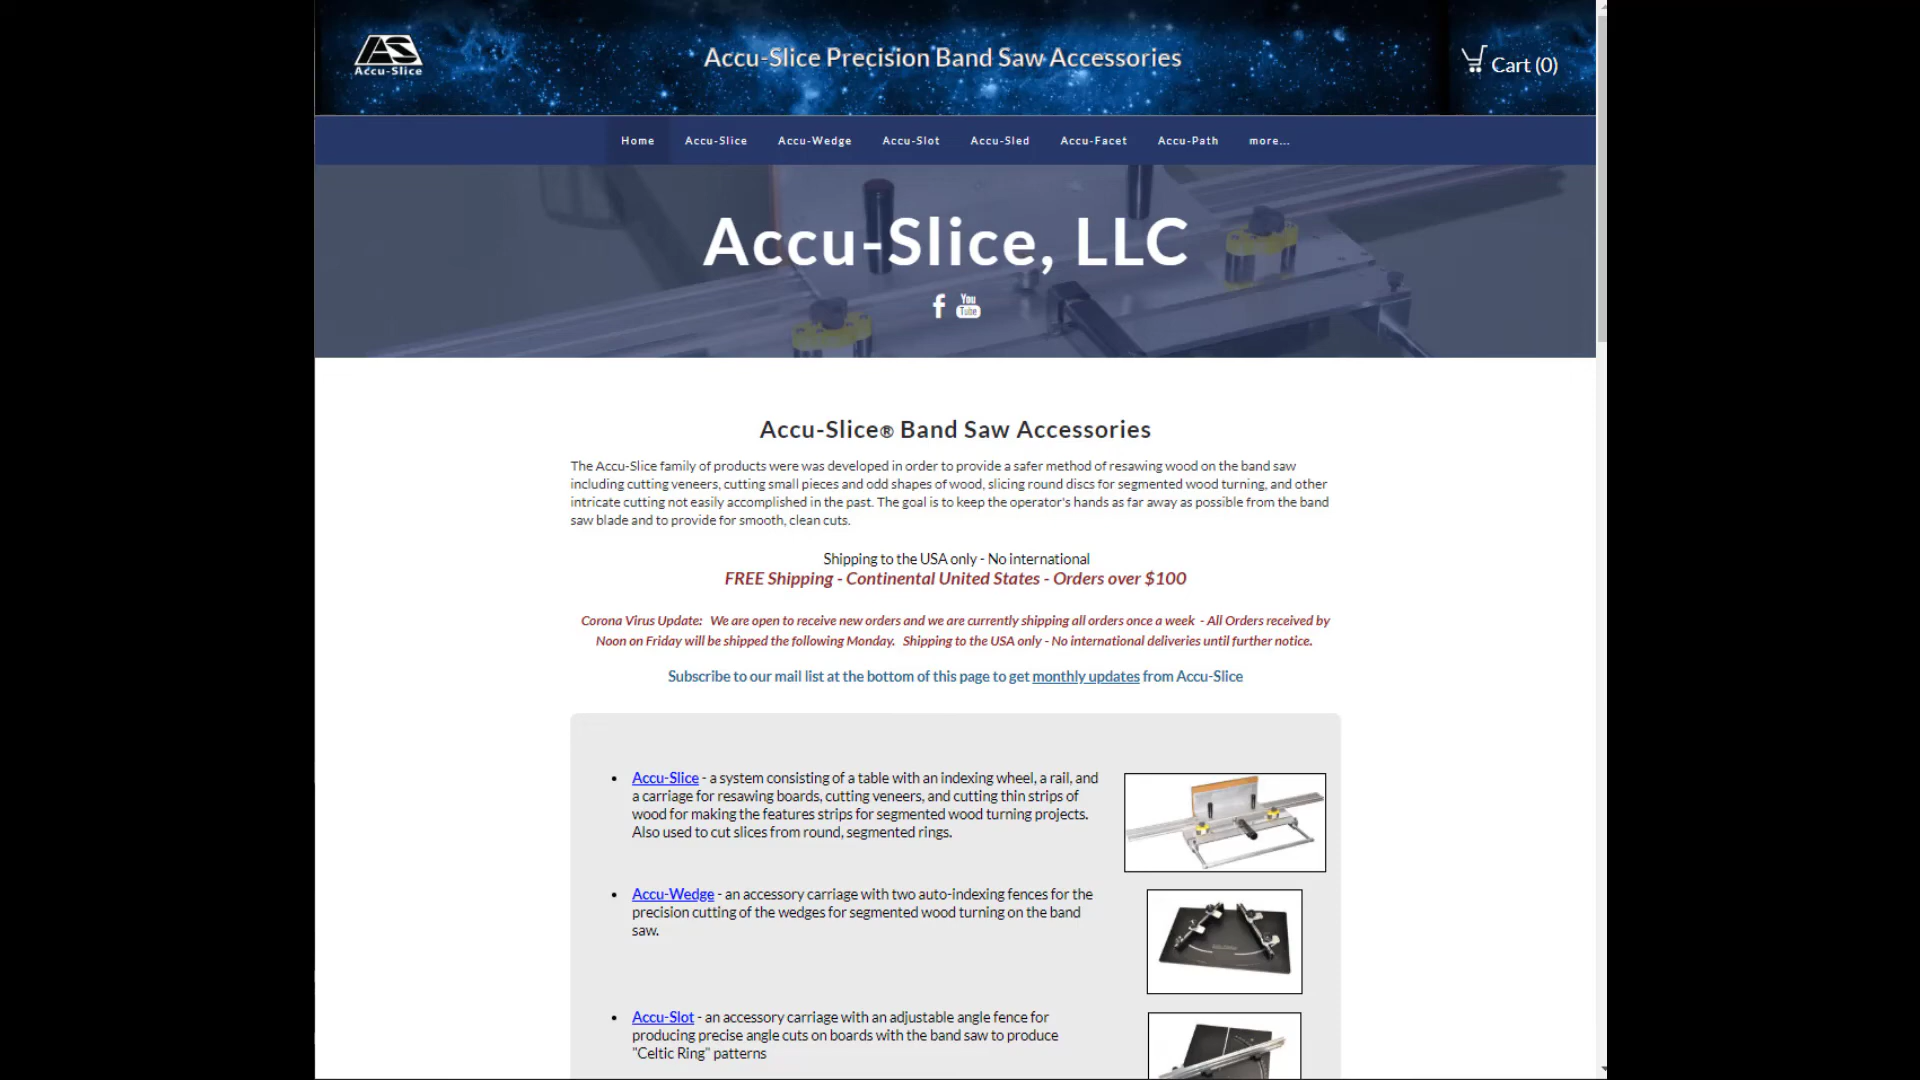 Accu-Slice
Accu-Slice Precision Band Saw Accessories
Cart (0)
Home Accu-Slice Accu-Wedge Accu-Slot Accu-Sled Accu-Facet Accu-Path more...
Accu-Slice, LLC
f You Tube
Accu-Slice® Band Saw Accessories
The Accu-Slice family of products were was developed in order to provide a safer method of resawing wood on the band saw
including cutting veneers, cutting small pieces and odd shapes of wood, slicing round discs for segmented wood turning, and other
intricate cutting not easily accomplished in the past. The goal is to keep the operator's hands as far away as possible from the band
saw blade and to provide for smooth, clean cuts.
Shipping to the USA only - No international
FREE Shipping - Continental United States - Orders over $100
Corona Virus Update: We are open to receive new orders and we are currently shipping all orders once a week - All Orders received by
Noon on Friday will be shipped the following Monday. Shipping to the USA only - No international deliveries until further notice.
Subscribe to our mail list at the bottom of this page to get monthly updates from Accu-Slice
• Accu-Slice - a system consisting of a table with an indexing wheel, a rail, and
a carriage for resawing boards, cutting veneers, and cutting thin strips of
wood for making the features strips for segmented wood turning projects.
Also used to cut slices from round, segmented rings.
• Accu-Wedge - an accessory carriage with two auto-indexing fences for the
precision cutting of the wedges for segmented wood turning on the band
saw.
• Accu-Slot - an accessory carriage with an adjustable angle fence for
producing precise angle cuts on boards with the band saw to produce
"Celtic Ring" patterns